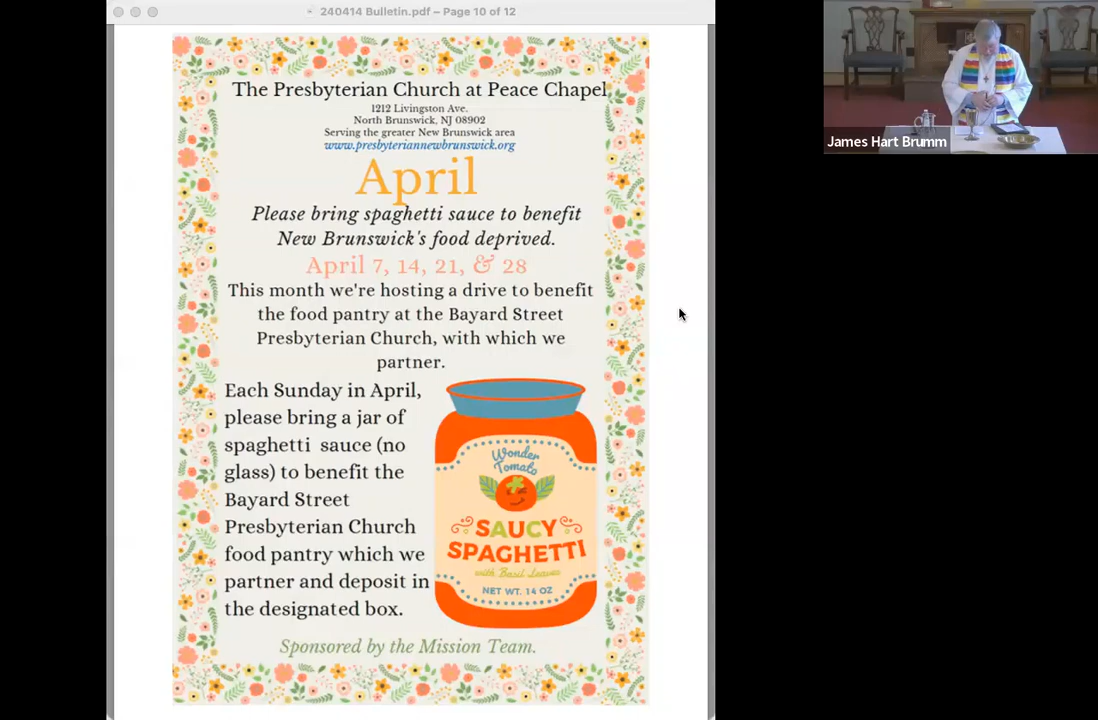 240414 Bulletin.pdf – Page 10 of 12
The Presbyterian Church at Peace Chapel
1212 Livingston Ave.
North Brunswick, NJ 08902
Serving the greater New Brunswick area
www.presbyteriannewbrunswick.org
April
Please bring spaghetti sauce to benefit
New Brunswick's food deprived.
April 7, 14, 21, & 28
This month we're hosting a drive to benefit
the food pantry at the Bayard Street
Presbyterian Church, with which we
partner.
Each Sunday in April,
please bring a jar of
spaghetti sauce (no
glass) to benefit the
Bayard Street
Presbyterian Church
food pantry which we
partner and deposit in
the designated box.
Wonder
Tomato
SAUCY
SPAGHETTI
with Basil Leaves
NET WT. 14 OZ
Sponsored by the Mission Team.
James Hart Brumm